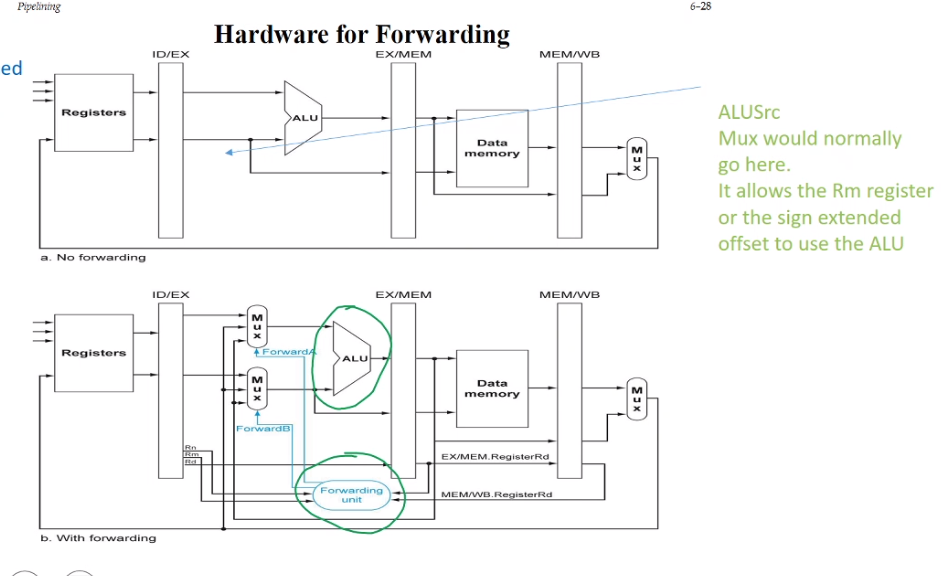 Pipelining
6–28
Hardware for Forwarding
ed
ID/EX
EX/MEM
MEM/WB
Registers
ALU
Data
memory
M
u
x
ALUSrc
Mux would normally
go here.
It allows the Rm register
or the sign extended
offset to use the ALU
a. No forwarding
ID/EX
EX/MEM
MEM/WB
Registers
M
u
x
ForwardA
ALU
M
u
x
Data
memory
M
u
x
ForwardB
Rn
Rm
Rd
EX/MEM.RegisterRd
Forwarding
unit
MEM/WB.RegisterRd
b. With forwarding